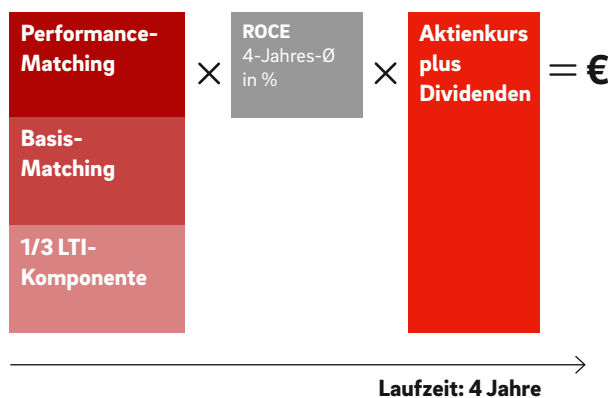 Performance-
Matching
×
ROCE
4-Jahres-Ø
in %
×
Aktienkurs
plus
Dividenden
= €
Basis-
Matching
1/3 LTI-
Komponente
Laufzeit: 4 Jahre